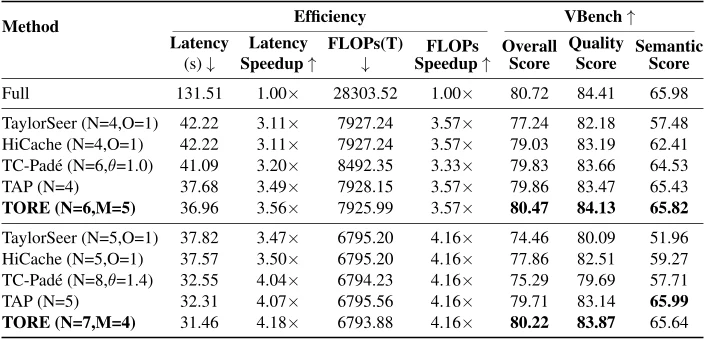 Method Efficiency VBench ↑
Latency (s) ↓ Latency Speedup ↑ FLOPs(T) ↓ FLOPs Speedup ↑ Overall Score Quality Score Semantic Score
Full 131.51 1.00× 28303.52 1.00× 80.72 84.41 65.98
TaylorSeer (N=4,O=1) 42.22 3.11× 7927.24 3.57× 77.24 82.18 57.48
HiCache (N=4,O=1) 42.22 3.11× 7927.24 3.57× 79.03 83.19 62.41
TC-Padé (N=6,θ=1.0) 41.09 3.20× 8492.35 3.33× 79.83 83.66 64.53
TAP (N=4) 37.68 3.49× 7928.15 3.57× 79.86 83.47 65.43
TORE (N=6,M=5) 36.96 3.56× 7925.99 3.57× 80.47 84.13 65.82
TaylorSeer (N=5,O=1) 37.82 3.47× 6795.20 4.16× 74.46 80.09 51.96
HiCache (N=5,O=1) 37.57 3.50× 6795.20 4.16× 77.86 82.51 59.27
TC-Padé (N=8,θ=1.4) 32.55 4.04× 6794.23 4.16× 75.29 79.69 57.71
TAP (N=5) 32.31 4.07× 6795.56 4.16× 79.71 83.14 65.99
TORE (N=7,M=4) 31.46 4.18× 6793.88 4.16× 80.22 83.87 65.64